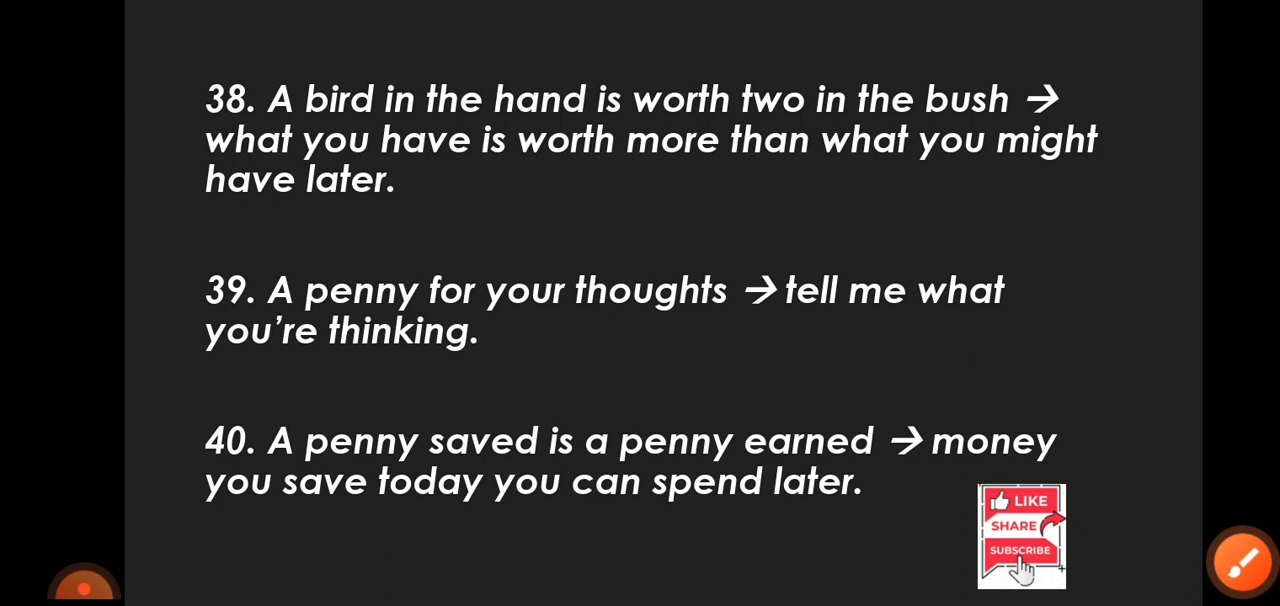 38. A bird in the hand is worth two in the bush →
what you have is worth more than what you might
have later.
39. A penny for your thoughts → tell me what
you’re thinking.
40. A penny saved is a penny earned → money
you save today you can spend later.
LIKE
SHARE
SUBSCRIBE